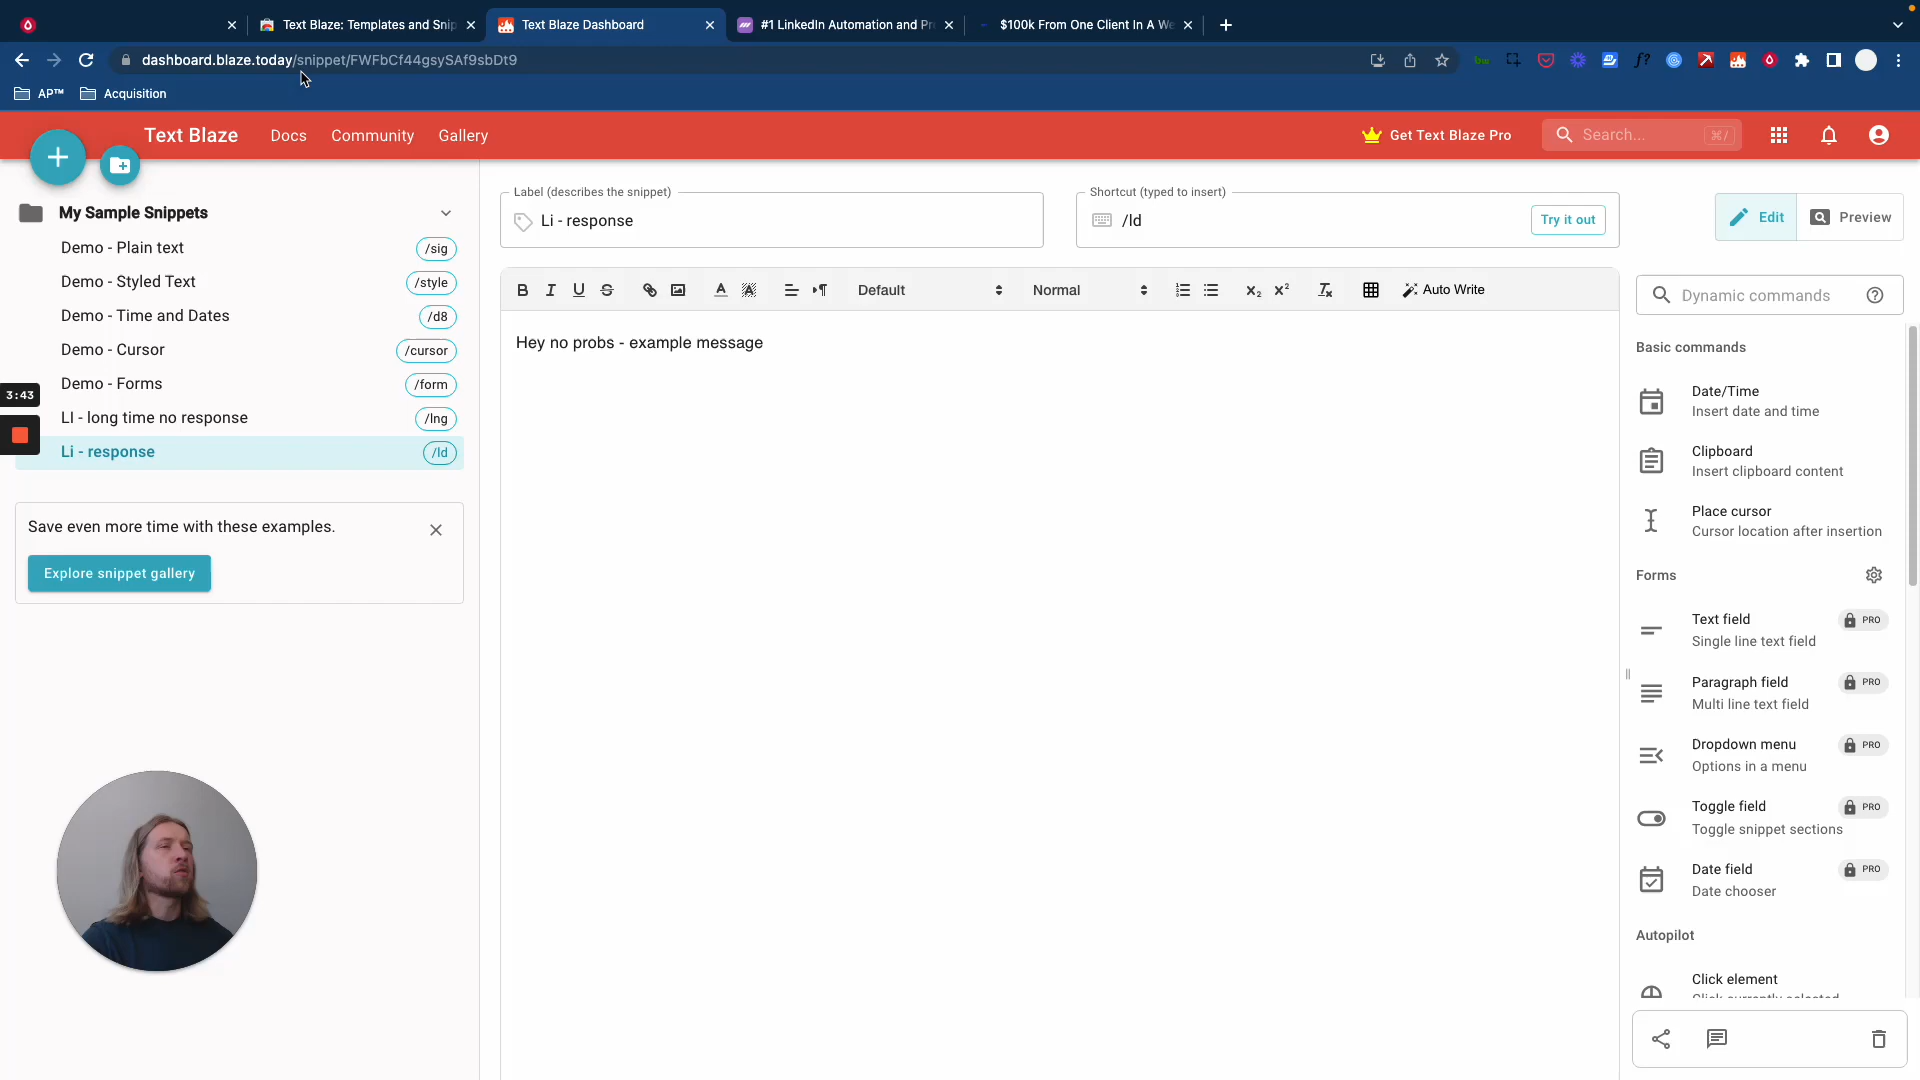 Text Blaze: Templates and Snip
Text Blaze Dashboard
#1 LinkedIn Automation and Pr
$100k From One Client In A We
dashboard.blaze.today/snippet/FWFbCf44gsySAf9sbDt9
AP™
Acquisition
Text Blaze
Docs
Community
Gallery
Get Text Blaze Pro
Search...
⌘/
My Sample Snippets
Demo - Plain text
/sig
Demo - Styled Text
/style
Demo - Time and Dates
/d8
Demo - Cursor
/cursor
Demo - Forms
/form
LI - long time no response
/lng
Li - response
/ld
3:43
Save even more time with these examples.
Explore snippet gallery
Label (describes the snippet)
Li - response
Shortcut (typed to insert)
/ld
Try it out
Edit
Preview
Default
Normal
Auto Write
Hey no probs - example message
Dynamic commands
Basic commands
Date/Time
Insert date and time
Clipboard
Insert clipboard content
Place cursor
Cursor location after insertion
Forms
Text field
PRO
Single line text field
Paragraph field
PRO
Multi line text field
Dropdown menu
PRO
Options in a menu
Toggle field
PRO
Toggle snippet sections
Date field
PRO
Date chooser
Autopilot
Click element
Click currently selected